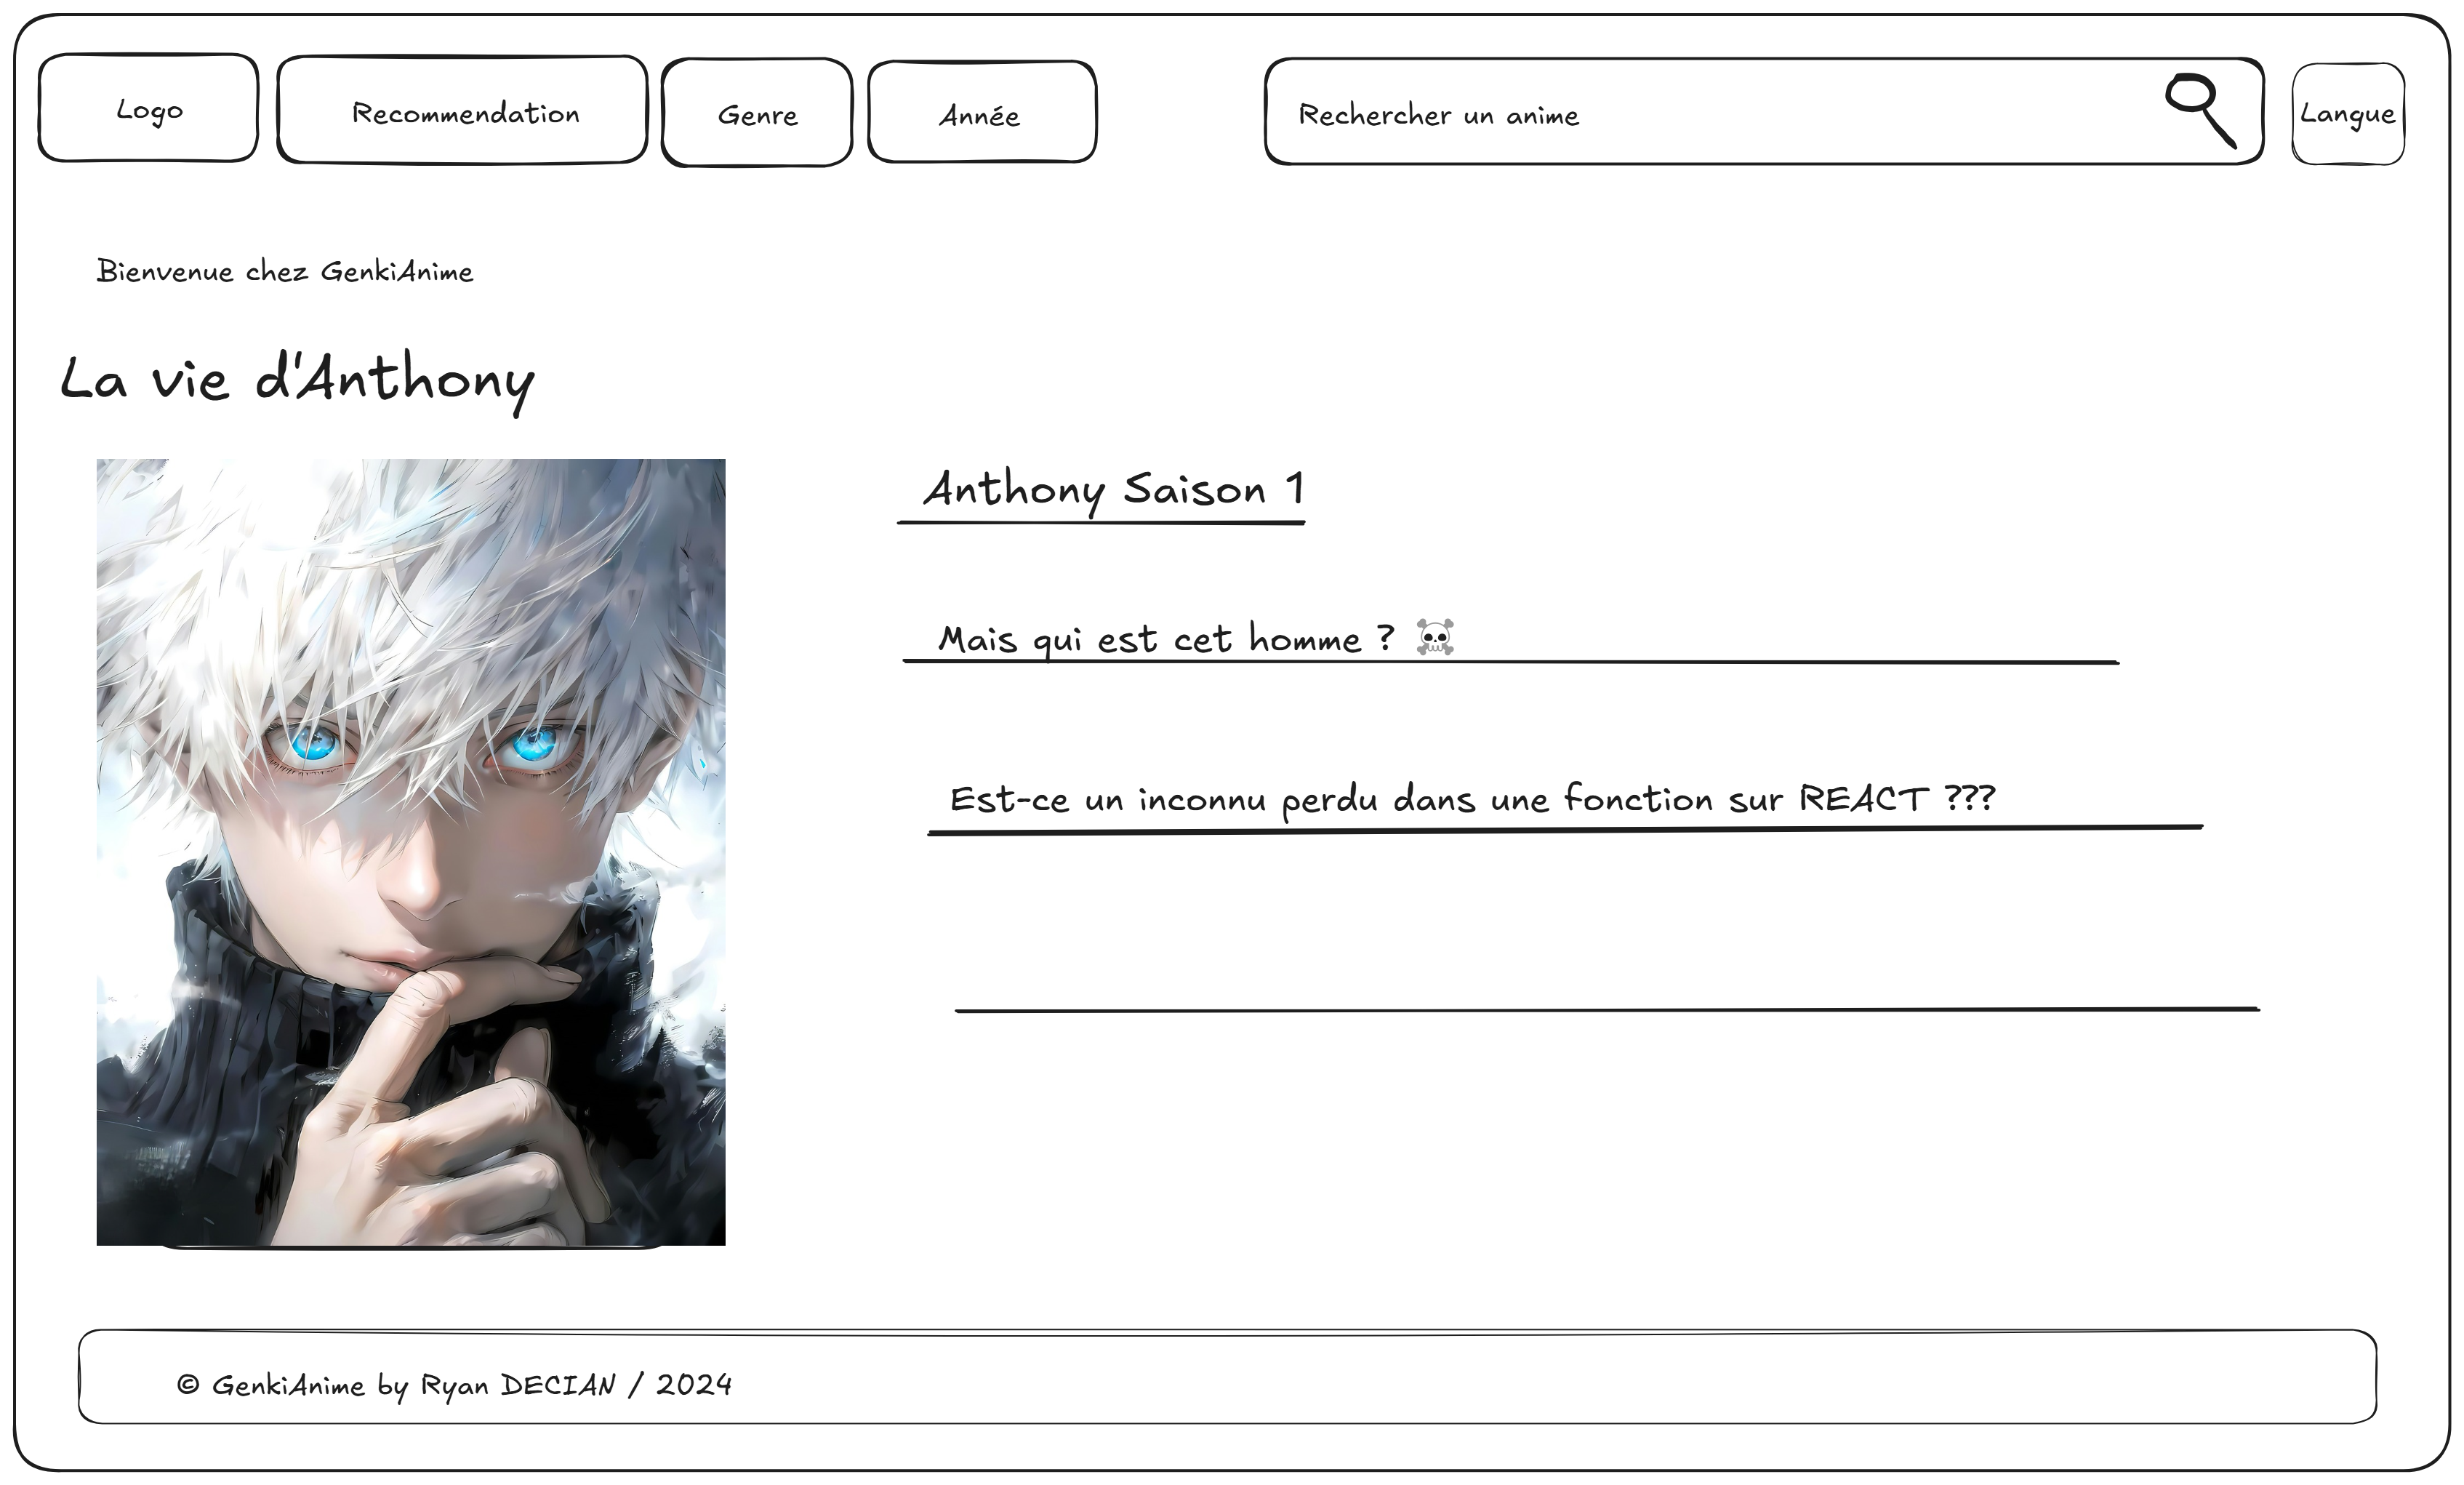 Logo
Recommendation
Genre
Année
Rechercher un anime
Langue
Bienvenue chez GenkiAnime
La vie d'Anthony
Anthony Saison 1
Mais qui est cet homme ? ☠️
Est-ce un inconnu perdu dans une fonction sur REACT ???
© GenkiAnime by Ryan DECIAN / 2024